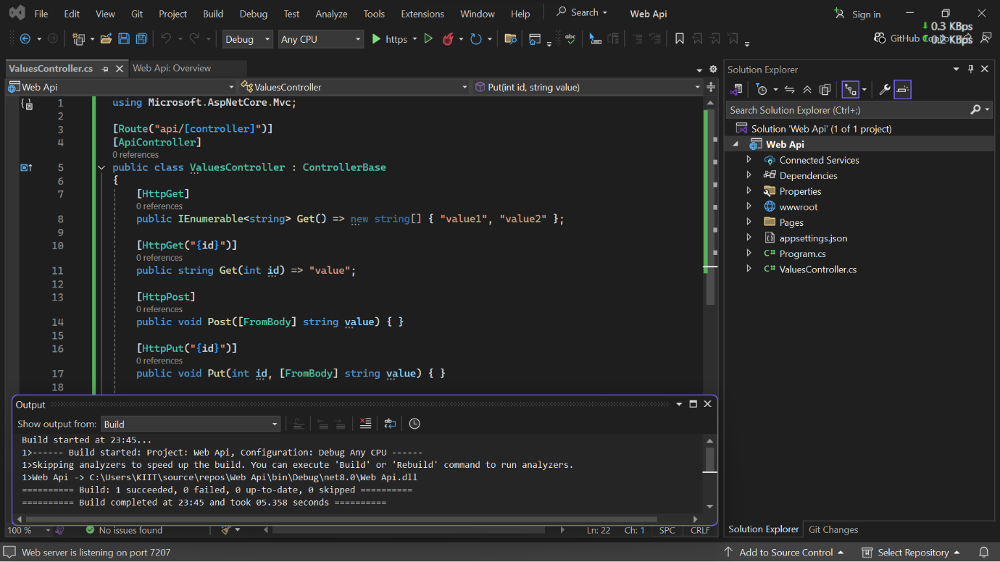 File Edit View Git Project Build Debug Test Analyze Tools Extensions Window Help Search Web Api Sign in
Debug Any CPU https GitHub
0.3 KBps
0.2 KBps
ValuesController.cs Web Api: Overview
Web Api ValuesController Put(int id, string value)
1 using Microsoft.AspNetCore.Mvc;
2
3 [Route("api/[controller]")]
4 [ApiController]
0 references
5 public class ValuesController : ControllerBase
6 {
7 [HttpGet]
0 references
8 public IEnumerable<string> Get() => new string[] { "value1", "value2" };
9
10 [HttpGet("{id}")]
0 references
11 public string Get(int id) => "value";
12
13 [HttpPost]
0 references
14 public void Post([FromBody] string value) { }
15
16 [HttpPut("{id}")]
0 references
17 public void Put(int id, [FromBody] string value) { }
18
Output
Show output from: Build
Build started at 23:45...
1>------ Build started: Project: Web Api, Configuration: Debug Any CPU ------
1>Skipping analyzers to speed up the build. You can execute 'Build' or 'Rebuild' command to run analyzers.
1>Web Api -> C:\Users\KIIT\source\repos\Web Api\bin\Debug\net8.0\Web Api.dll
========== Build: 1 succeeded, 0 failed, 0 up-to-date, 0 skipped ==========
========== Build completed at 23:45 and took 05.358 seconds ==========
100 % No issues found Ln: 22 Ch: 1 SPC CRLF
Solution Explorer
Search Solution Explorer (Ctrl+;)
Solution 'Web Api' (1 of 1 project)
Web Api
Connected Services
Dependencies
Properties
wwwroot
Pages
appsettings.json
C# Program.cs
C# ValuesController.cs
Solution Explorer Git Changes
Web server is listening on port 7207 Add to Source Control Select Repository